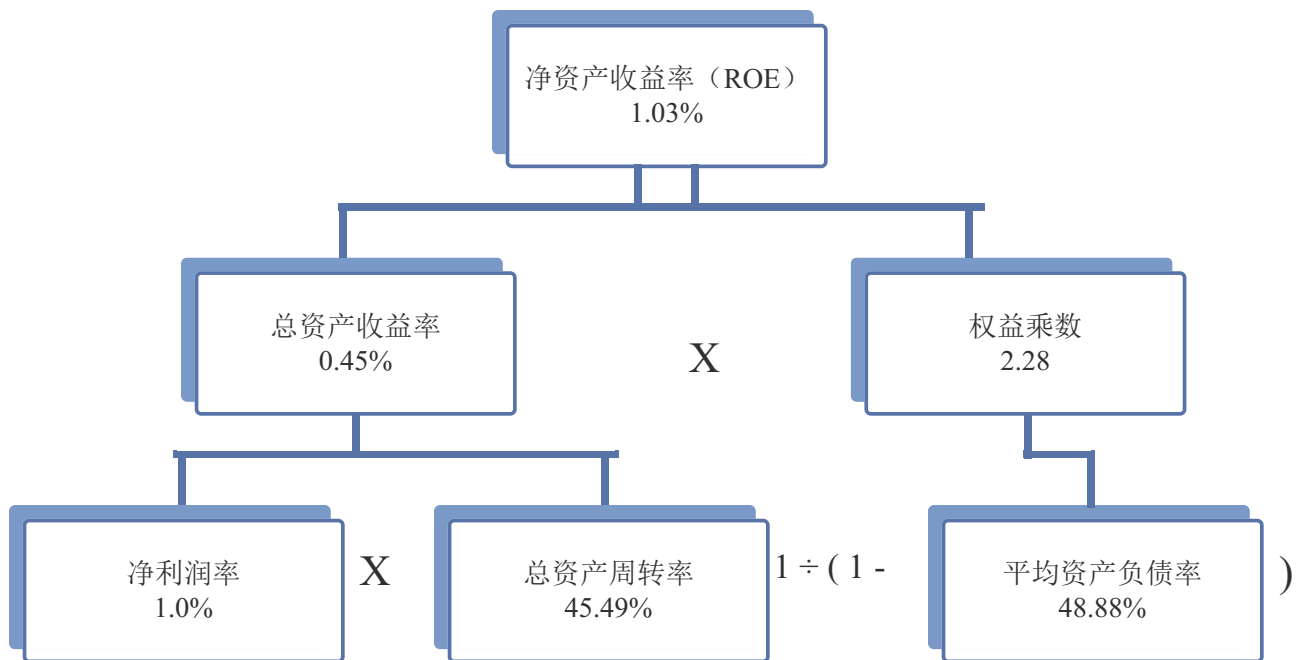 净资产收益率（ROE）
1.03%
总资产收益率
0.45%
X
权益乘数
2.28
净利润率
1.0%
X
总资产周转率
45.49%
1 ÷ ( 1 -
平均资产负债率
48.88%
)